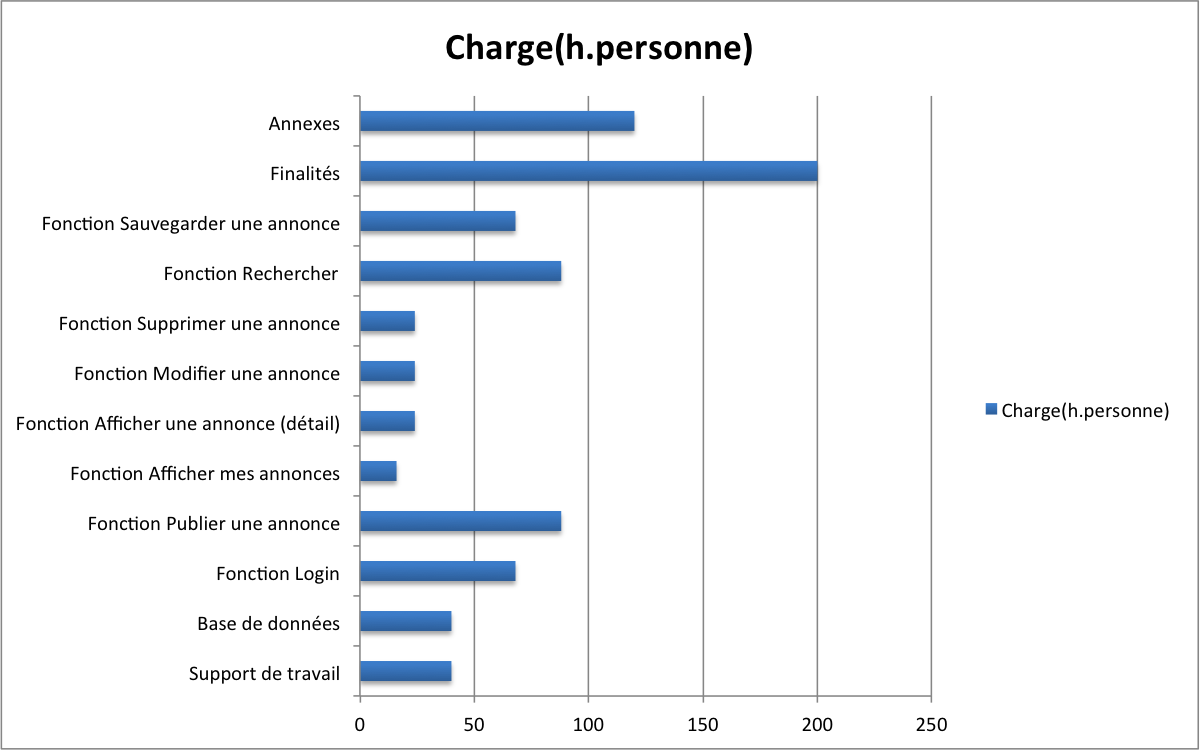 Charge(h.personne)
Annexes
Finalités
Fonction Sauvegarder une annonce
Fonction Rechercher
Fonction Supprimer une annonce
Fonction Modifier une annonce
Fonction Afficher une annonce (détail)
Fonction Afficher mes annonces
Fonction Publier une annonce
Fonction Login
Base de données
Support de travail
0 50 100 150 200 250
Charge(h.personne)